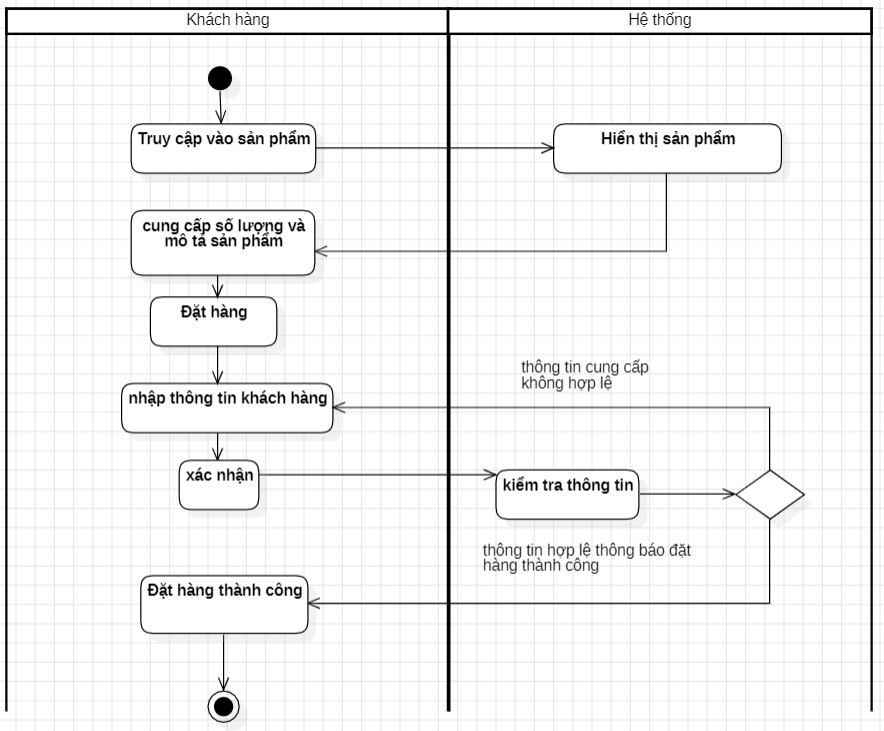 Khách hàng
Hệ thống
Truy cập vào sản phẩm
Hiển thị sản phẩm
cung cấp số lượng và
mô tả sản phẩm
Đặt hàng
thông tin cung cấp
không hợp lệ
nhập thông tin khách hàng
xác nhận
kiểm tra thông tin
thông tin hợp lệ thông báo đặt
hàng thành công
Đặt hàng thành công